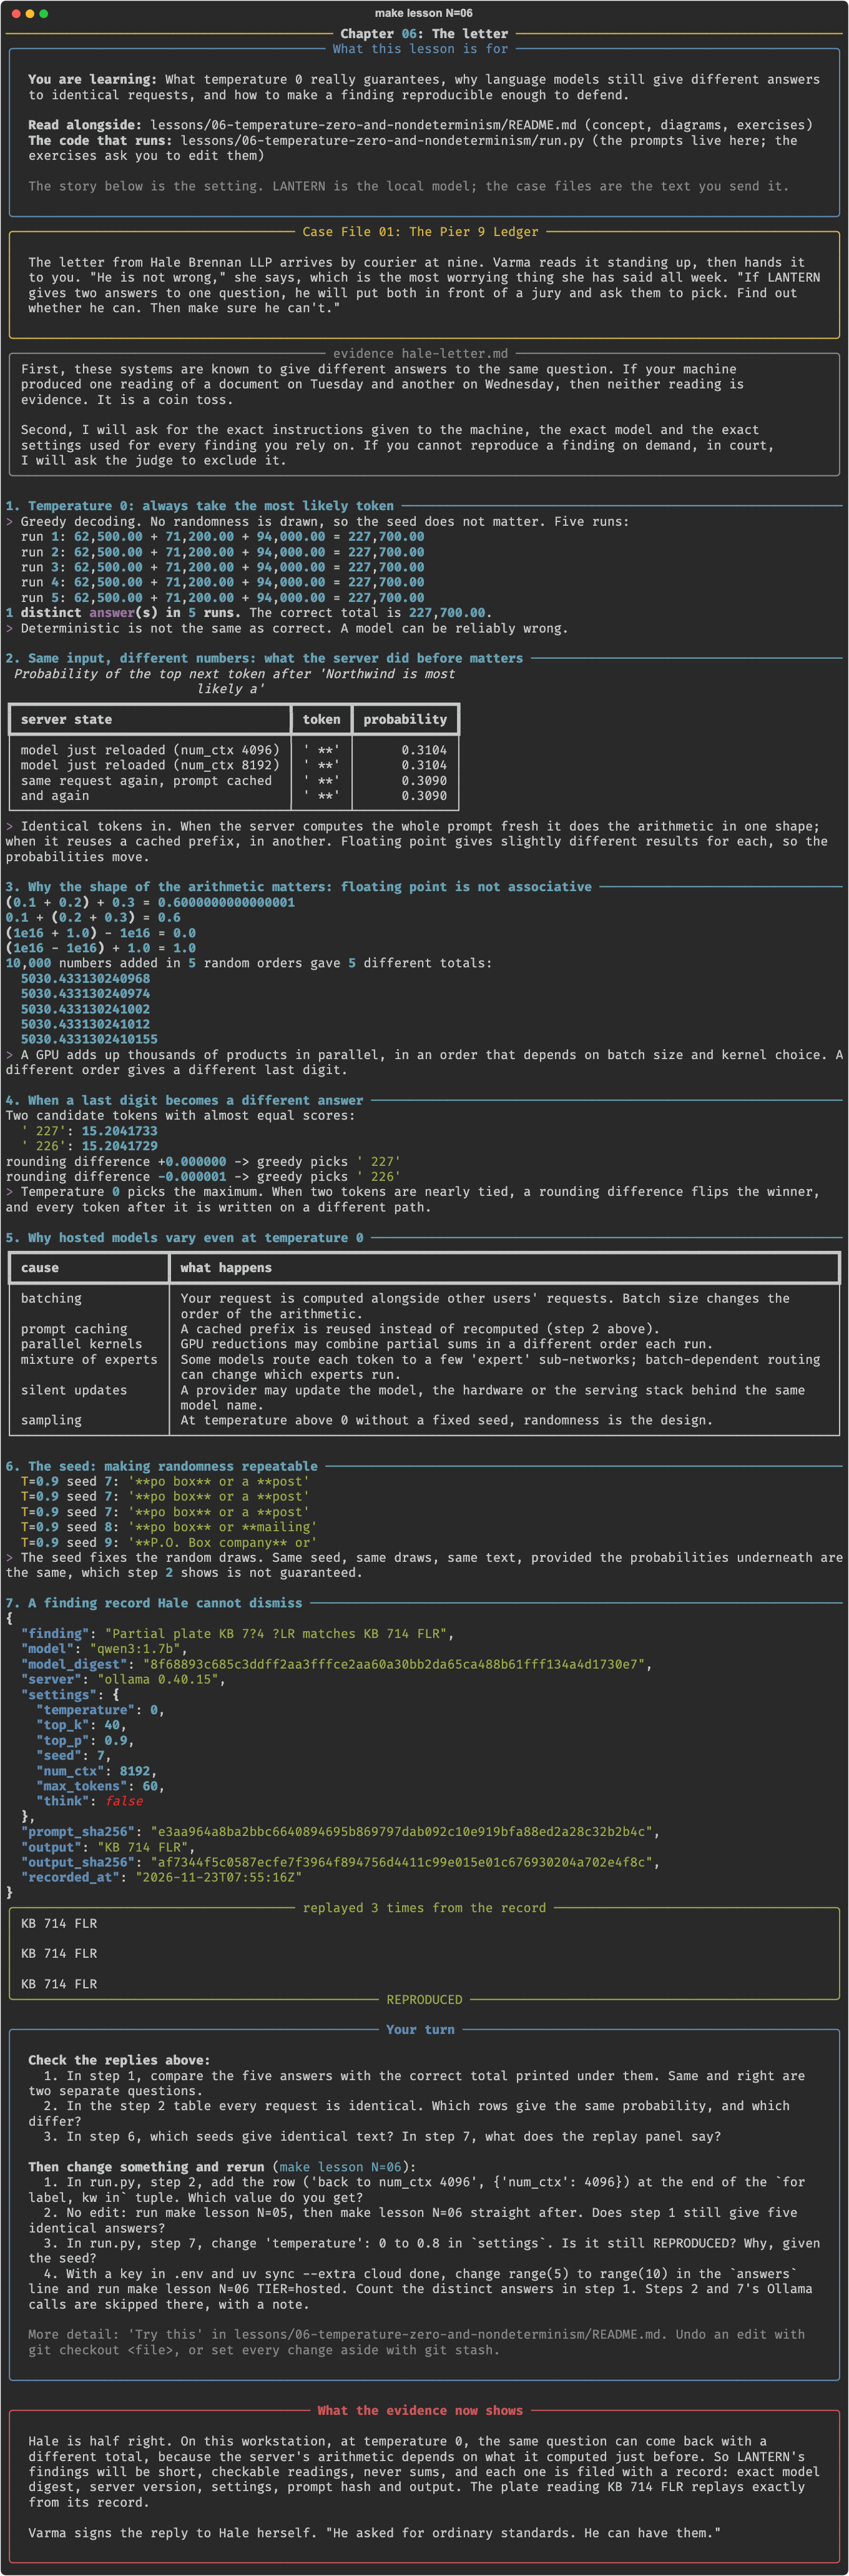 make lesson N=06
Chapter 06: The letter
What this lesson is for
You are learning: What temperature 0 really guarantees, why language models still give different answers
to identical requests, and how to make a finding reproducible enough to defend.
Read alongside: lessons/06-temperature-zero-and-nondeterminism/README.md (concept, diagrams, exercises)
The code that runs: lessons/06-temperature-zero-and-nondeterminism/run.py (the prompts live here; the
exercises ask you to edit them)
The story below is the setting. LANTERN is the local model; the case files are the text you send it.
Case File 01: The Pier 9 Ledger
The letter from Hale Brennan LLP arrives by courier at nine. Varma reads it standing up, then hands it
to you. "He is not wrong," she says, which is the most worrying thing she has said all week. "If LANTERN
gives two answers to one question, he will put both in front of a jury and ask them to pick. Find out
whether he can. Then make sure he can't."
evidence hale-letter.md
First, these systems are known to give different answers to the same question. If your machine
produced one reading of a document on Tuesday and another on Wednesday, then neither reading is
evidence. It is a coin toss.
Second, I will ask for the exact instructions given to the machine, the exact model and the exact
settings used for every finding you rely on. If you cannot reproduce a finding on demand, in court,
I will ask the judge to exclude it.
1. Temperature 0: always take the most likely token
> Greedy decoding. No randomness is drawn, so the seed does not matter. Five runs:
run 1: 62,500.00 + 71,200.00 + 94,000.00 = 227,700.00
run 2: 62,500.00 + 71,200.00 + 94,000.00 = 227,700.00
run 3: 62,500.00 + 71,200.00 + 94,000.00 = 227,700.00
run 4: 62,500.00 + 71,200.00 + 94,000.00 = 227,700.00
run 5: 62,500.00 + 71,200.00 + 94,000.00 = 227,700.00
1 distinct answer(s) in 5 runs. The correct total is 227,700.00.
> Deterministic is not the same as correct. A model can be reliably wrong.
2. Same input, different numbers: what the server did before matters
Probability of the top next token after 'Northwind is most
likely a'
server state token probability
model just reloaded (num_ctx 4096) ' **' 0.3104
model just reloaded (num_ctx 8192) ' **' 0.3104
same request again, prompt cached ' **' 0.3090
and again ' **' 0.3090
> Identical tokens in. When the server computes the whole prompt fresh it does the arithmetic in one shape;
when it reuses a cached prefix, in another. Floating point gives slightly different results for each, so the
probabilities move.
3. Why the shape of the arithmetic matters: floating point is not associative
(0.1 + 0.2) + 0.3 = 0.6000000000000001
0.1 + (0.2 + 0.3) = 0.6
(1e16 + 1.0) - 1e16 = 0.0
(1e16 - 1e16) + 1.0 = 1.0
10,000 numbers added in 5 random orders gave 5 different totals:
5030.433130240968
5030.433130240974
5030.433130241002
5030.433130241012
5030.4331302410155
> A GPU adds up thousands of products in parallel, in an order that depends on batch size and kernel choice. A
different order gives a different last digit.
4. When a last digit becomes a different answer
Two candidate tokens with almost equal scores:
' 227': 15.2041733
' 226': 15.2041729
rounding difference +0.000000 -> greedy picks ' 227'
rounding difference -0.000001 -> greedy picks ' 226'
> Temperature 0 picks the maximum. When two tokens are nearly tied, a rounding difference flips the winner,
and every token after it is written on a different path.
5. Why hosted models vary even at temperature 0
cause what happens
batching Your request is computed alongside other users' requests. Batch size changes the
order of the arithmetic.
prompt caching A cached prefix is reused instead of recomputed (step 2 above).
parallel kernels GPU reductions may combine partial sums in a different order each run.
mixture of experts Some models route each token to a few 'expert' sub-networks; batch-dependent routing
can change which experts run.
silent updates A provider may update the model, the hardware or the serving stack behind the same
model name.
sampling At temperature above 0 without a fixed seed, randomness is the design.
6. The seed: making randomness repeatable
T=0.9 seed 7: '**po box** or a **post'
T=0.9 seed 7: '**po box** or a **post'
T=0.9 seed 7: '**po box** or a **post'
T=0.9 seed 8: '**po box** or **mailing'
T=0.9 seed 9: '**P.O. Box company** or'
> The seed fixes the random draws. Same seed, same draws, same text, provided the probabilities underneath are
the same, which step 2 shows is not guaranteed.
7. A finding record Hale cannot dismiss
{
"finding": "Partial plate KB 7?4 ?LR matches KB 714 FLR",
"model": "qwen3:1.7b",
"model_digest": "8f68893c685c3ddff2aa3fffce2aa60a30bb2da65ca488b61fff134a4d1730e7",
"server": "ollama 0.40.15",
"settings": {
"temperature": 0,
"top_k": 40,
"top_p": 0.9,
"seed": 7,
"num_ctx": 8192,
"max_tokens": 60,
"think": false
},
"prompt_sha256": "e3aa964a8ba2bbc6640894695b869797dab092c10e919bfa88ed2a28c32b2b4c",
"output": "KB 714 FLR",
"output_sha256": "af7344f5c0587ecfe7f3964f894756d4411c99e015e01c676930204a702e4f8c",
"recorded_at": "2026-11-23T07:55:16Z"
}
replayed 3 times from the record
KB 714 FLR
KB 714 FLR
KB 714 FLR
REPRODUCED
Your turn
Check the replies above:
1. In step 1, compare the five answers with the correct total printed under them. Same and right are
two separate questions.
2. In the step 2 table every request is identical. Which rows give the same probability, and which
differ?
3. In step 6, which seeds give identical text? In step 7, what does the replay panel say?
Then change something and rerun (make lesson N=06):
1. In run.py, step 2, add the row ('back to num_ctx 4096', {'num_ctx': 4096}) at the end of the `for
label, kw in` tuple. Which value do you get?
2. No edit: run make lesson N=05, then make lesson N=06 straight after. Does step 1 still give five
identical answers?
3. In run.py, step 7, change 'temperature': 0 to 0.8 in `settings`. Is it still REPRODUCED? Why, given
the seed?
4. With a key in .env and uv sync --extra cloud done, change range(5) to range(10) in the `answers`
line and run make lesson N=06 TIER=hosted. Count the distinct answers in step 1. Steps 2 and 7's Ollama
calls are skipped there, with a note.
More detail: 'Try this' in lessons/06-temperature-zero-and-nondeterminism/README.md. Undo an edit with
git checkout <file>, or set every change aside with git stash.
What the evidence now shows
Hale is half right. On this workstation, at temperature 0, the same question can come back with a
different total, because the server's arithmetic depends on what it computed just before. So LANTERN's
findings will be short, checkable readings, never sums, and each one is filed with a record: exact model
digest, server version, settings, prompt hash and output. The plate reading KB 714 FLR replays exactly
from its record.
Varma signs the reply to Hale herself. "He asked for ordinary standards. He can have them."